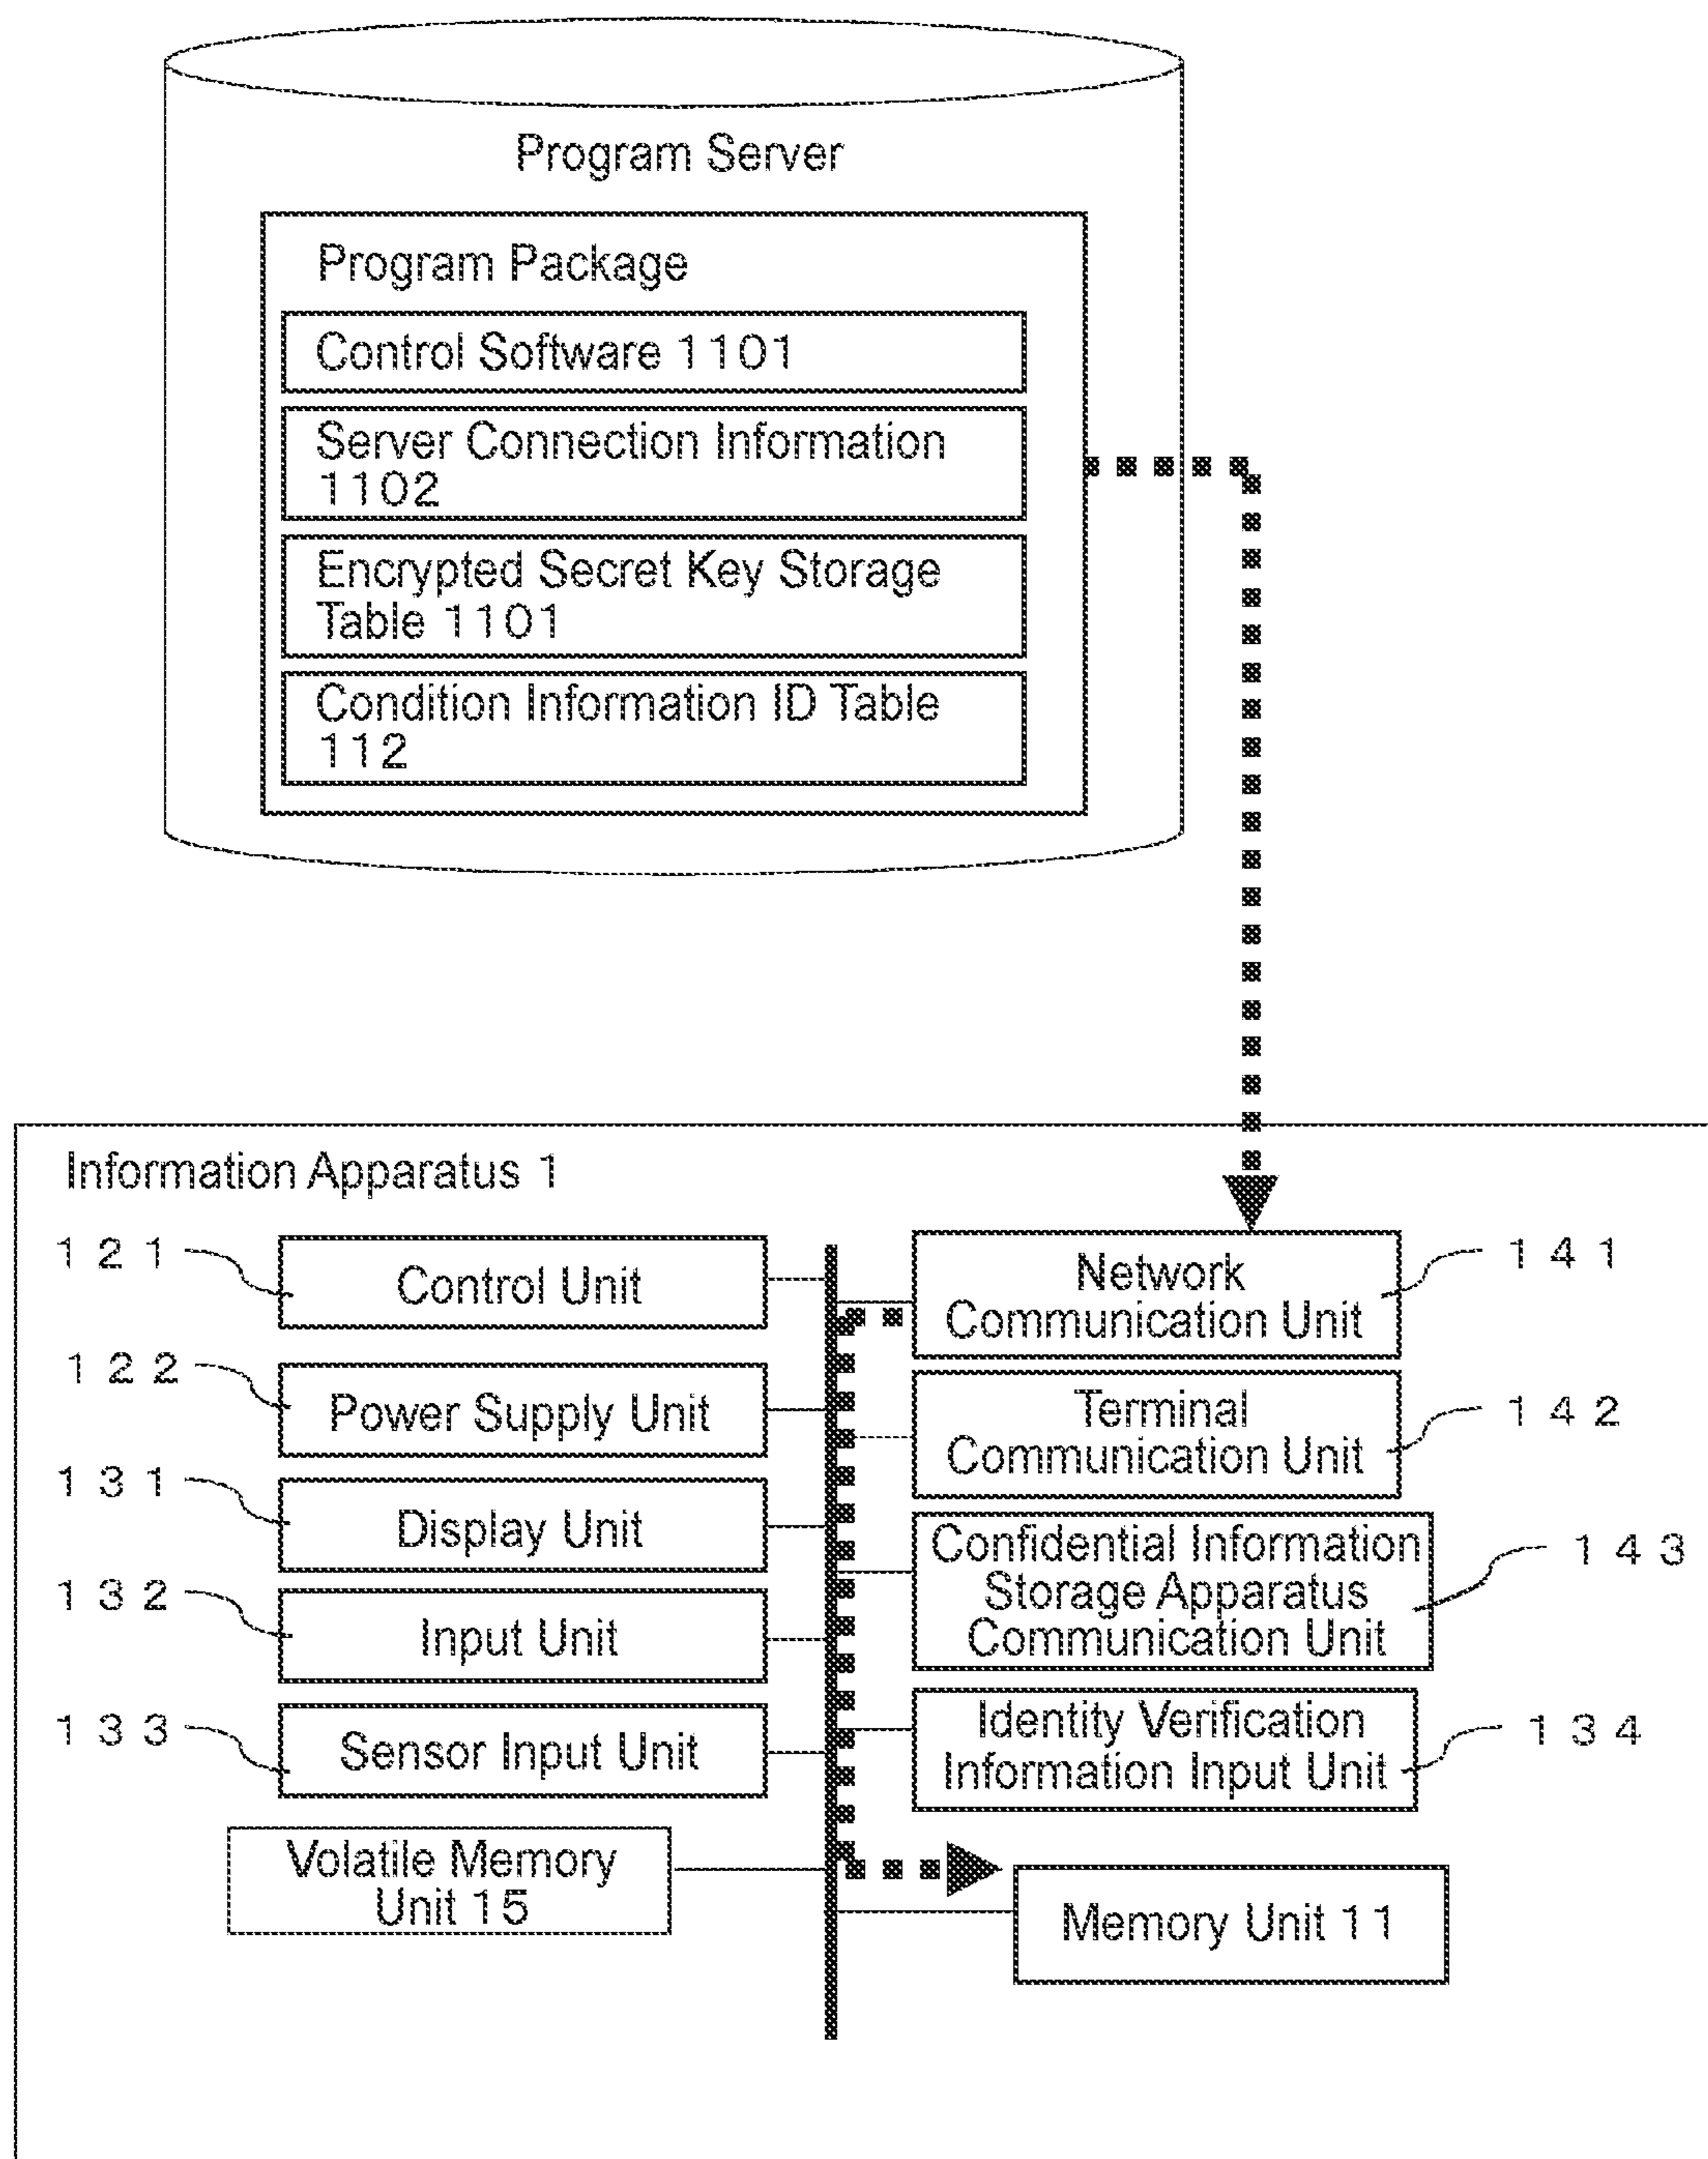 Program Server
Program Package
Control Software 1101
Server Connection Information
1102
Encrypted Secret Key Storage
Table 1101
Condition Information ID Table
112
Information Apparatus 1
121
Control Unit
Network
Communication Unit
141
122
Power Supply Unit
Terminal
Communication Unit
142
131
Display Unit
Confidential Information
Storage Apparatus
Communication Unit
143
132
Input Unit
133
Sensor Input Unit
Identity Verification
Information Input Unit
134
Volatile Memory
Unit 15
Memory Unit 11